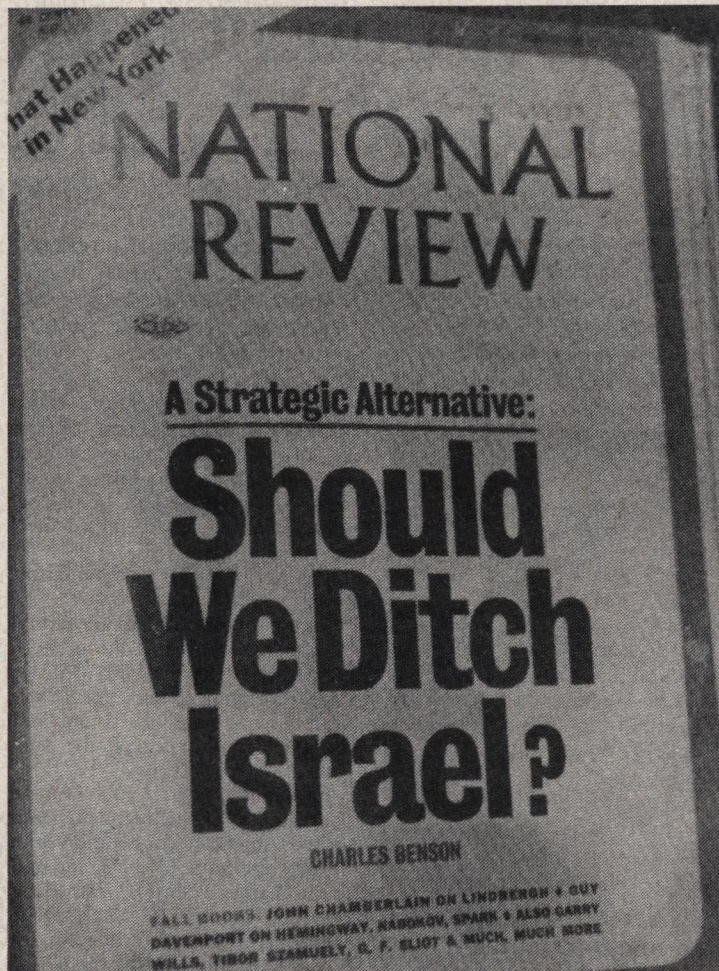 hat Happened
in New York
NATIONAL
REVIEW
A Strategic Alternative:
Should
We Ditch
Israel?
CHARLES BENSON
FALL BOOKS: JOHN CHAMBERLAIN ON LINDBERGH ♦ GUY
DAVENPORT ON HEMINGWAY, NABOKOV, SPARK ♦ ALSO GARRY
WILLS, TIBOR SZAMUELY, G. F. ELIOT & MUCH, MUCH MORE